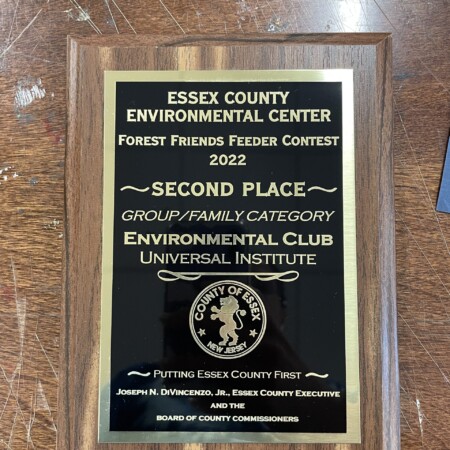 ESSEX COUNTY
ENVIRONMENTAL CENTER
FOREST FRIENDS FEEDER CONTEST
2022
~SECOND PLACE~
GROUP/FAMILY CATEGORY
ENVIRONMENTAL CLUB
UNIVERSAL INSTITUTE
COUNTY OF ESSEX
NEW JERSEY
~ PUTTING ESSEX COUNTY FIRST ~
JOSEPH N. DIVINCENZO, JR., ESSEX COUNTY EXECUTIVE
AND THE
BOARD OF COUNTY COMMISSIONERS